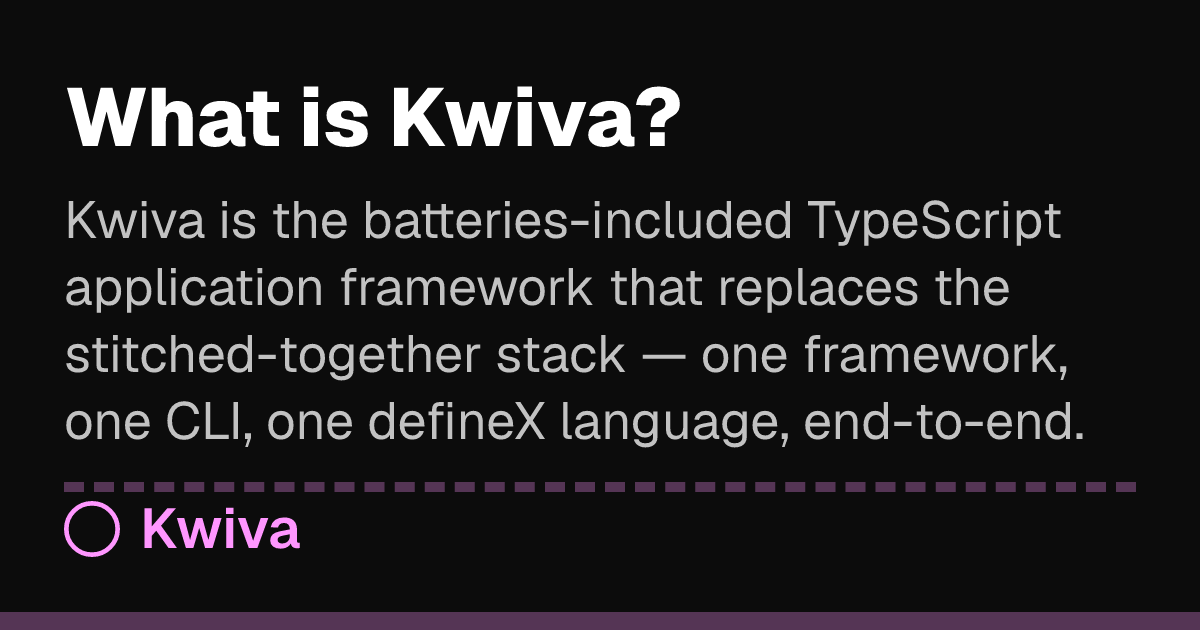 What is Kwiva?
Kwiva is the batteries-included TypeScript
application framework that replaces the
stitched-together stack — one framework,
one CLI, one defineX language, end-to-end.
Kwiva